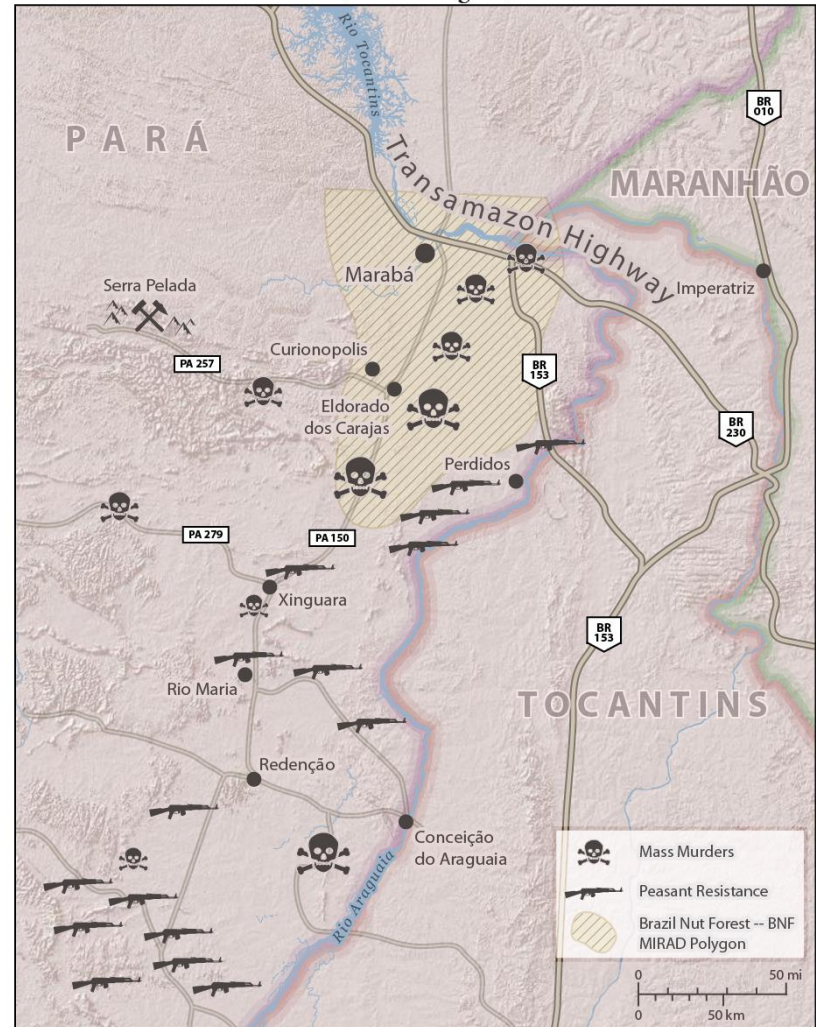 Rio Tocantins
BR
010
PARÁ
Transamazon Highway
MARANHÃO
Marabá
Serra Pelada
Imperatriz
Curionopolis
PA 257
BR
153
Eldorado
dos Carajas
BR
230
Perdidos
PA 279
PA 150
Xinguara
BR
153
Rio Maria
TOCANTINS
Redenção
Conceição
do Araguaia
Rio Araguaia
Mass Murders
Peasant Resistance
Brazil Nut Forest -- BNF
MIRAD Polygon
0 50 mi
0 50 km